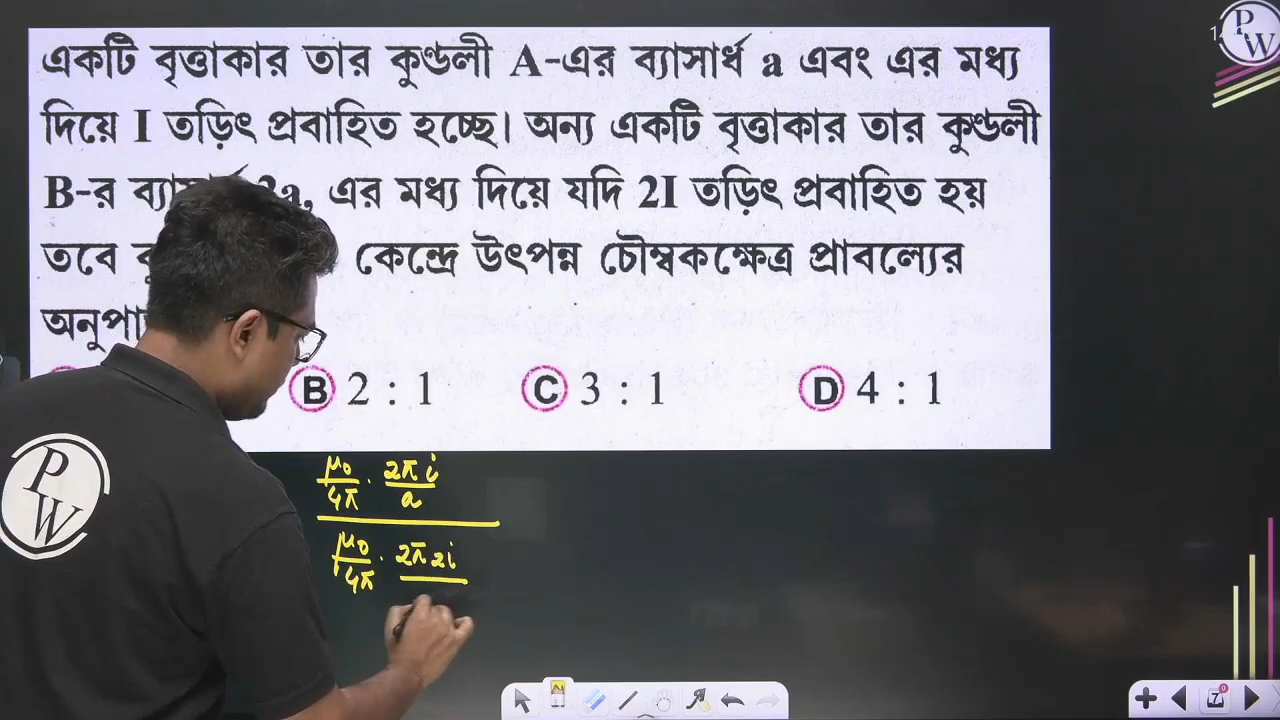 একটি বৃত্তাকার তার কুণ্ডলী A-এর ব্যাসার্ধ a এবং এর মধ্য
দিয়ে I তড়িৎ প্রবাহিত হচ্ছে। অন্য একটি বৃত্তাকার তার কুণ্ডলী
B-র এর মধ্য দিয়ে যদি 2I তড়িৎ প্রবাহিত হয়
তবে কেন্দ্রে উৎপন্ন চৌম্বকক্ষেত্র প্রাবল্যের
B 2 : 1 C 3 : 1 D 4 : 1
μ₀/4π · 2πi/a
μ₀/4π · 2π2i
PW
PW